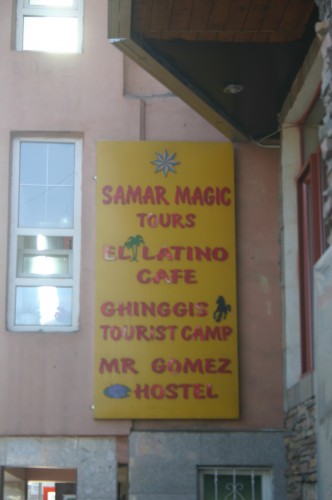 SAMAR MAGIC
TOURS
EL LATINO
CAFE
GHINGGIS
TOURIST CAMP
MR GOMEZ
HOSTEL